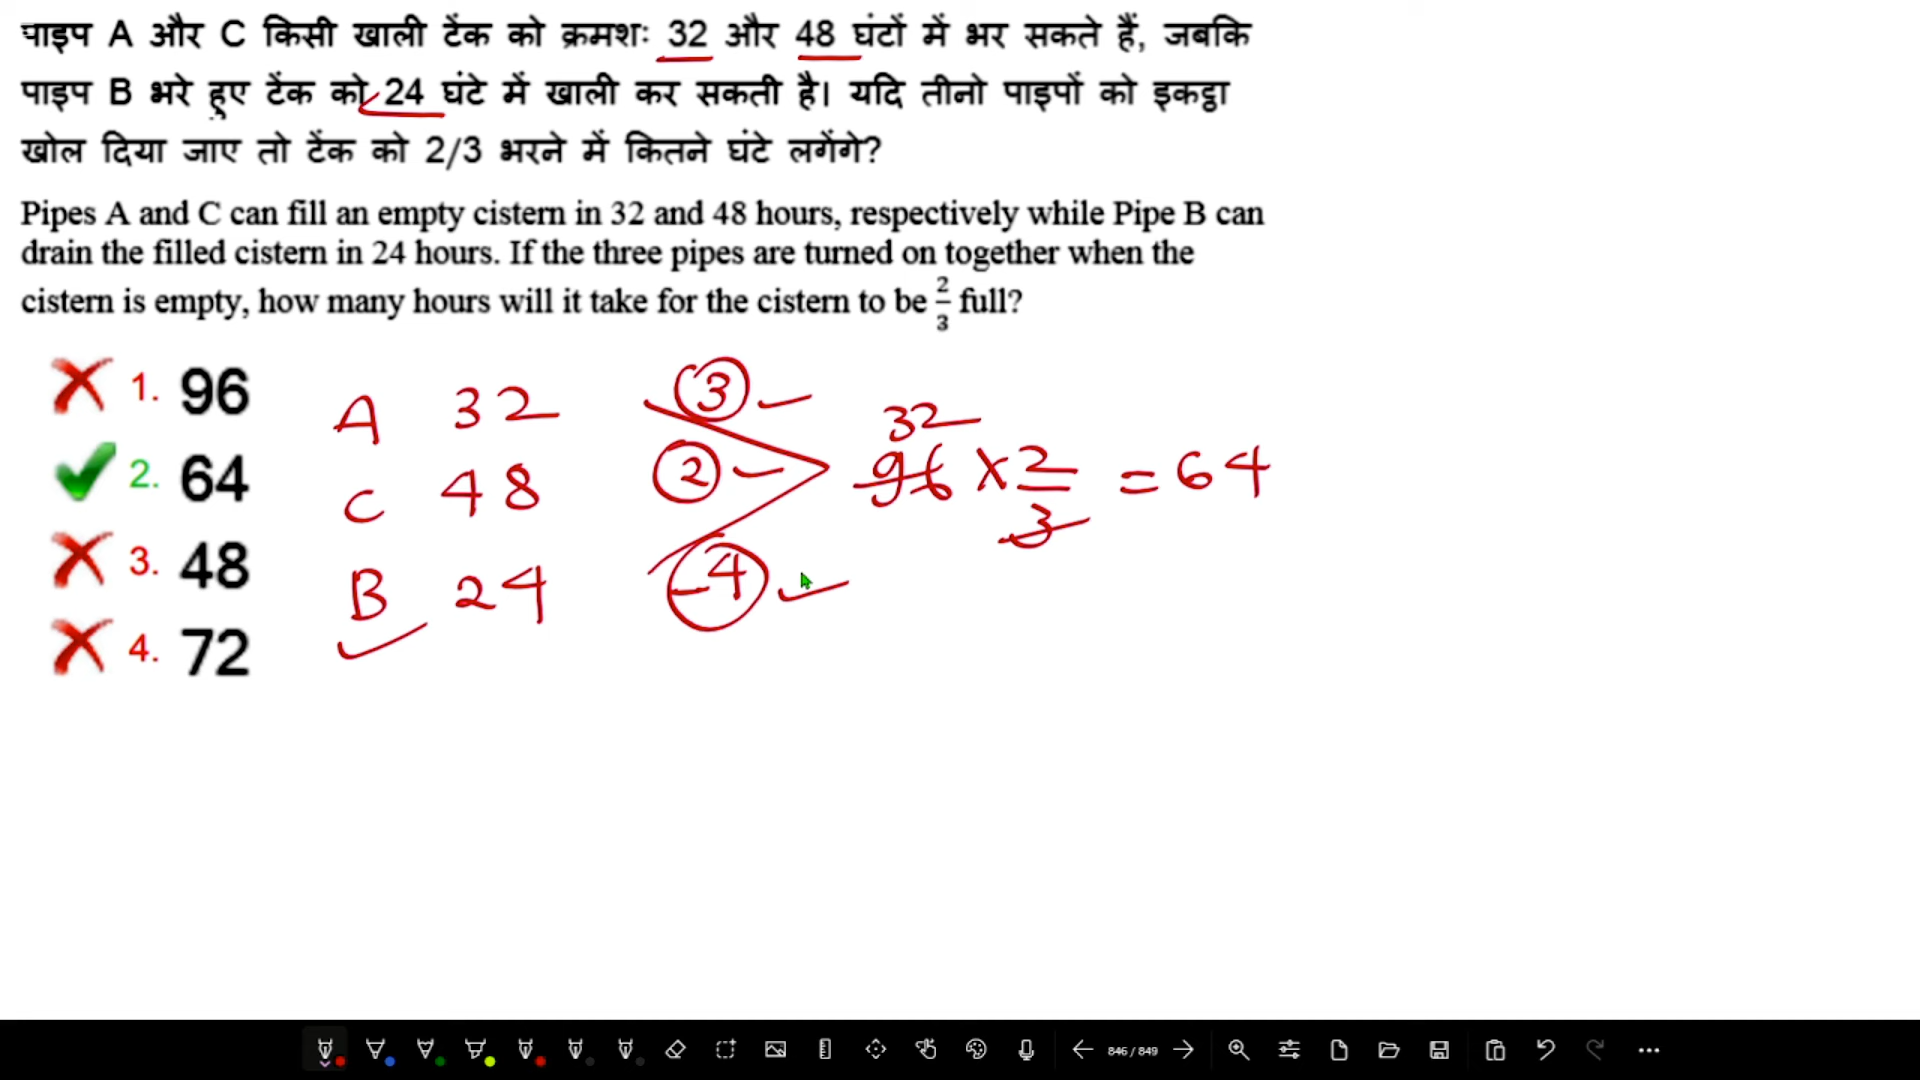 पाइप A और C किसी खाली टेंक को क्रमशः 32 और 48 घंटों में भर सकते हैं, जबकि
पाइप B भरे हुए टेंक को 24 घंटे में खाली कर सकती है। यदि तीनो पाइपों को इकट्ठा
खोल दिया जाए तो टेंक को 2/3 भरने में कितने घंटे लगेंगे?
Pipes A and C can fill an empty cistern in 32 and 48 hours, respectively while Pipe B can
drain the filled cistern in 24 hours. If the three pipes are turned on together when the
cistern is empty, how many hours will it take for the cistern to be 2/3 full?
1. 96
2. 64
3. 48
4. 72
A 32 3
C 48 2
B 24 -4
32
96 × 2/3 = 64
846 / 849